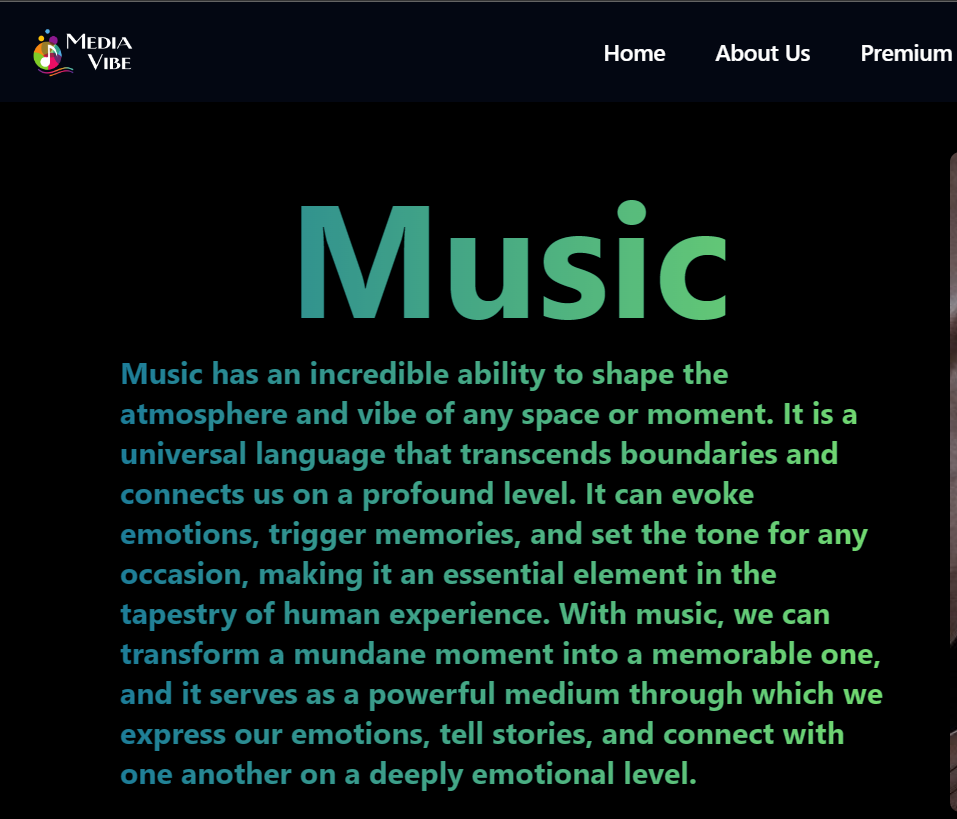 MEDIA
VIBE
Home About Us Premium
Music
Music has an incredible ability to shape the
atmosphere and vibe of any space or moment. It is a
universal language that transcends boundaries and
connects us on a profound level. It can evoke
emotions, trigger memories, and set the tone for any
occasion, making it an essential element in the
tapestry of human experience. With music, we can
transform a mundane moment into a memorable one,
and it serves as a powerful medium through which we
express our emotions, tell stories, and connect with
one another on a deeply emotional level.